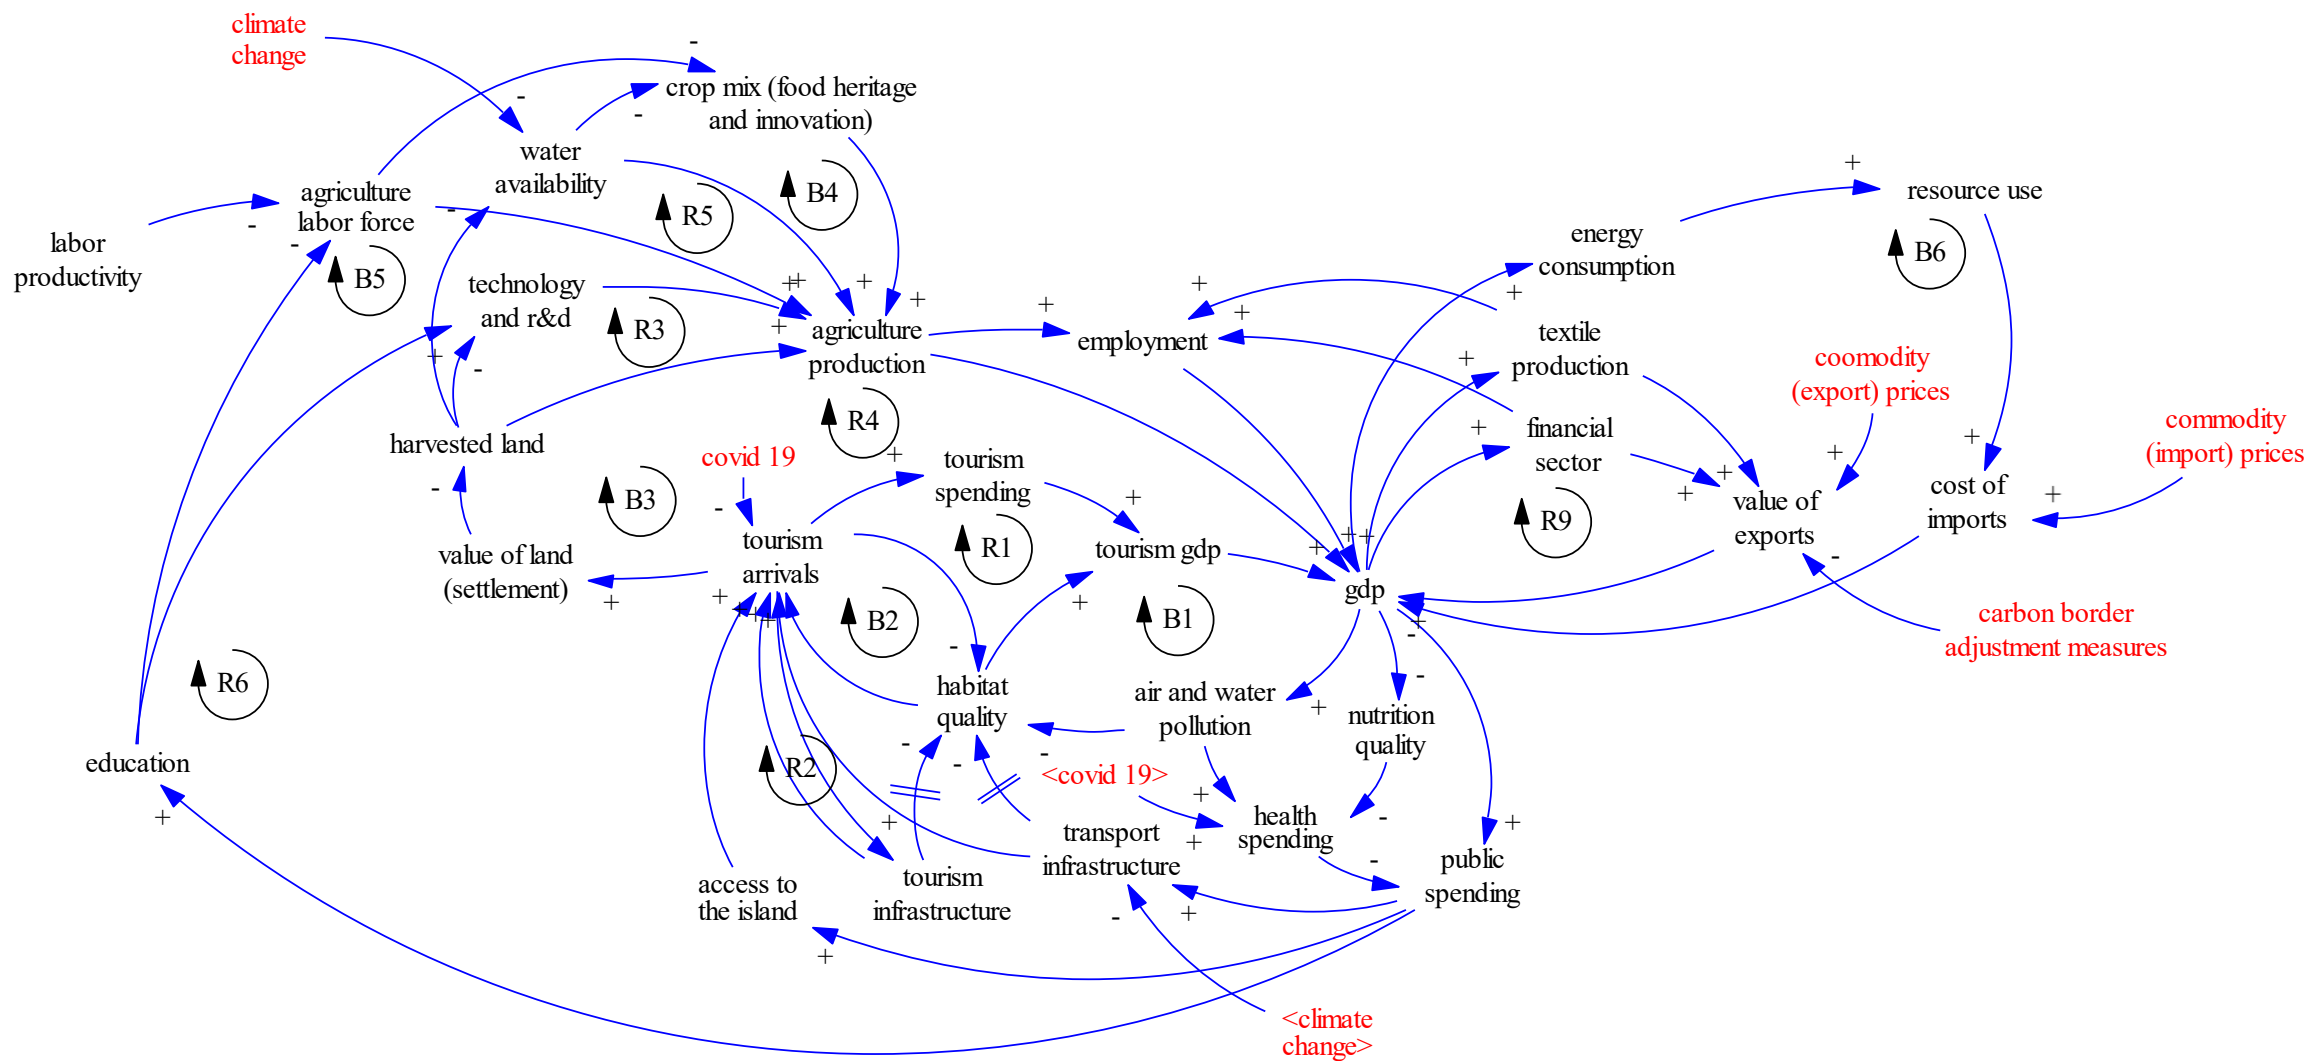 climate
change
crop mix (food heritage
and innovation)
water
availability
agriculture
labor force
labor
productivity
B4
R5
B5
technology
and r&d
R3
agriculture
production
employment
energy
consumption
resource use
B6
textile
production
coomodity
(export) prices
commodity
(import) prices
financial
sector
R4
harvested land
covid 19
tourism
spending
B3
value of
exports
cost of
imports
R9
tourism
arrivals
R1
tourism gdp
value of land
(settlement)
gdp
B2
B1
carbon border
adjustment measures
R6
habitat
quality
air and water
pollution
nutrition
quality
education
R2
<covid 19>
health
spending
transport
infrastructure
public
spending
access to
the island
tourism
infrastructure
<climate
change>